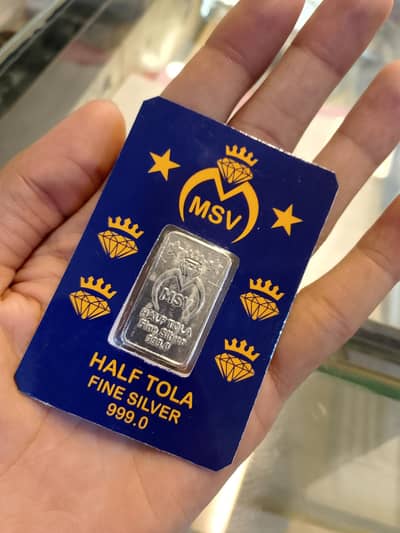 MSV
MSV
HALF TOLA
Fine Silver
999.0
HALF TOLA
FINE SILVER
999.0